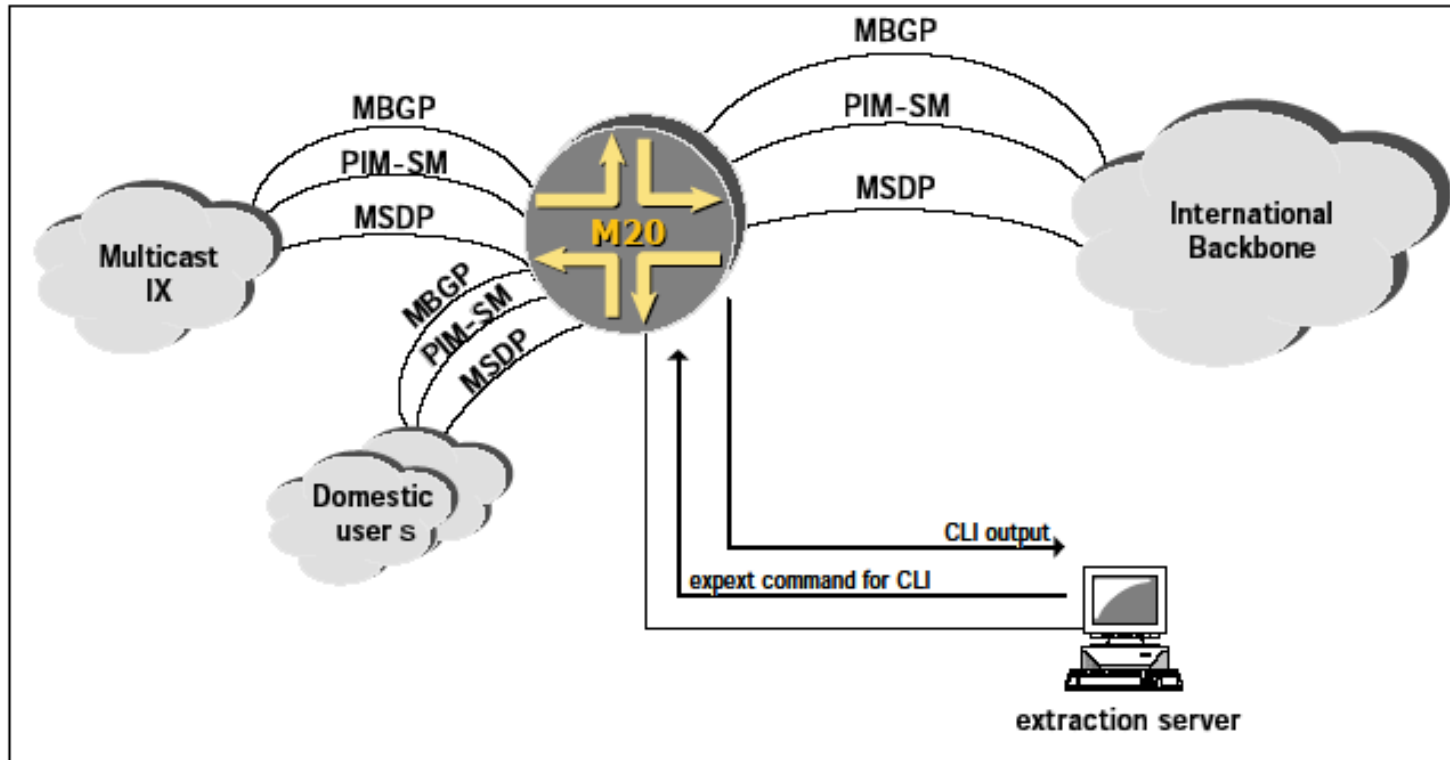 MBGP
PIM-SM
MSDP
MBGP
PIM-SM
MSDP
M20
Multicast
IX
International
Backbone
MBGP
PIM-SM
MSDP
Domestic
user s
CLI output
expext command for CLI
extraction server